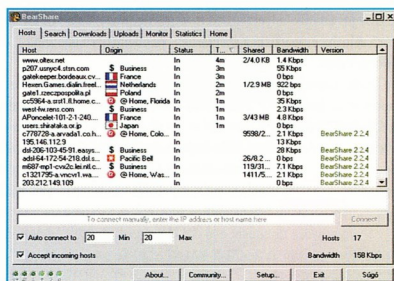 BearShare
Hosts Search Downloads Uploads Monitor Statistics Home
Host Origin Status T... Shared Bandwidth Version
www.oltex.net In 4m 2/4.0 KB 1.4 Kbps
p207.usnyc4.stsn.com $ Business In 3m 55 Kbps
gatekeeper.bordeaux.cv... France In 3m 0 bps
Hexen.Games.dialin.freel... Netherlands In 2m 1/2.9 MB 922 bps
gate1.rzeczpospolita.pl Poland In 2m 0 bps
cc5964-a.srst1.fl.home.c... @ Home, Florida In 1m 35 Kbps
west-fw.rens.com $ Business In 1m 2.3 Kbps
APoncelet-101-2-1-240.... France In 1m 3/43 MB 4.8 Kbps
users.shirataka.or.jp Japan In 1m 0 bps
c778728-a.arvada1.co.h... @ Home, Colo... In 9598/2... 2.1 Kbps BearShare 2.2.4
195.146.112.9 In 13 Kbps
dsl-206-103-45-91.easys... $ Business In 28 Kbps BearShare 2.2.4
adsl-64-172-54-218.dsl.s... Pacific Bell In 26/8.2 ... 0 bps BearShare 2.2.4
m687-mp1-cvx2c.lei.ntl.c... $ Business In 119/31... 7.1 Kbps BearShare 2.2.4
c1321795-a.vncvr1.wa.... @ Home, Was... In 1411/5... 2.1 Kbps BearShare 2.2.4
203.212.149.109 In 0 bps BearShare 2.2.4
To connect manually, enter the IP address or host name here Connect
Auto connect to 20 Min 20 Max Hosts 17
Accept incoming hosts Bandwidth 158 Kbps
About... Community... Setup... Exit Súgó